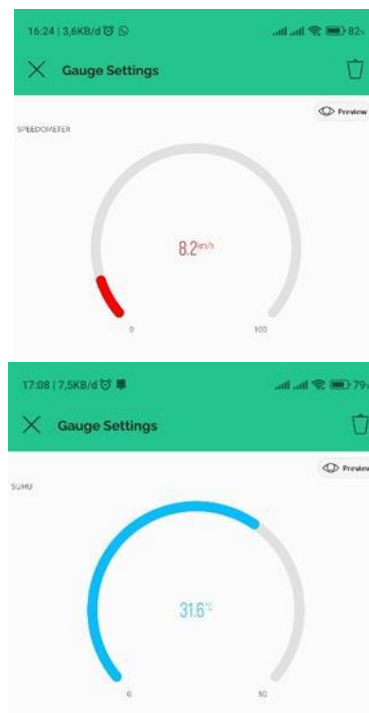 16:24 | 3,6KB/d 82%
Gauge Settings
Preview
SPEEDOMETER
8.2km/h
0 100
17:08 | 7,5KB/d 79%
Gauge Settings
Preview
SUHU
31.6°C
0 50